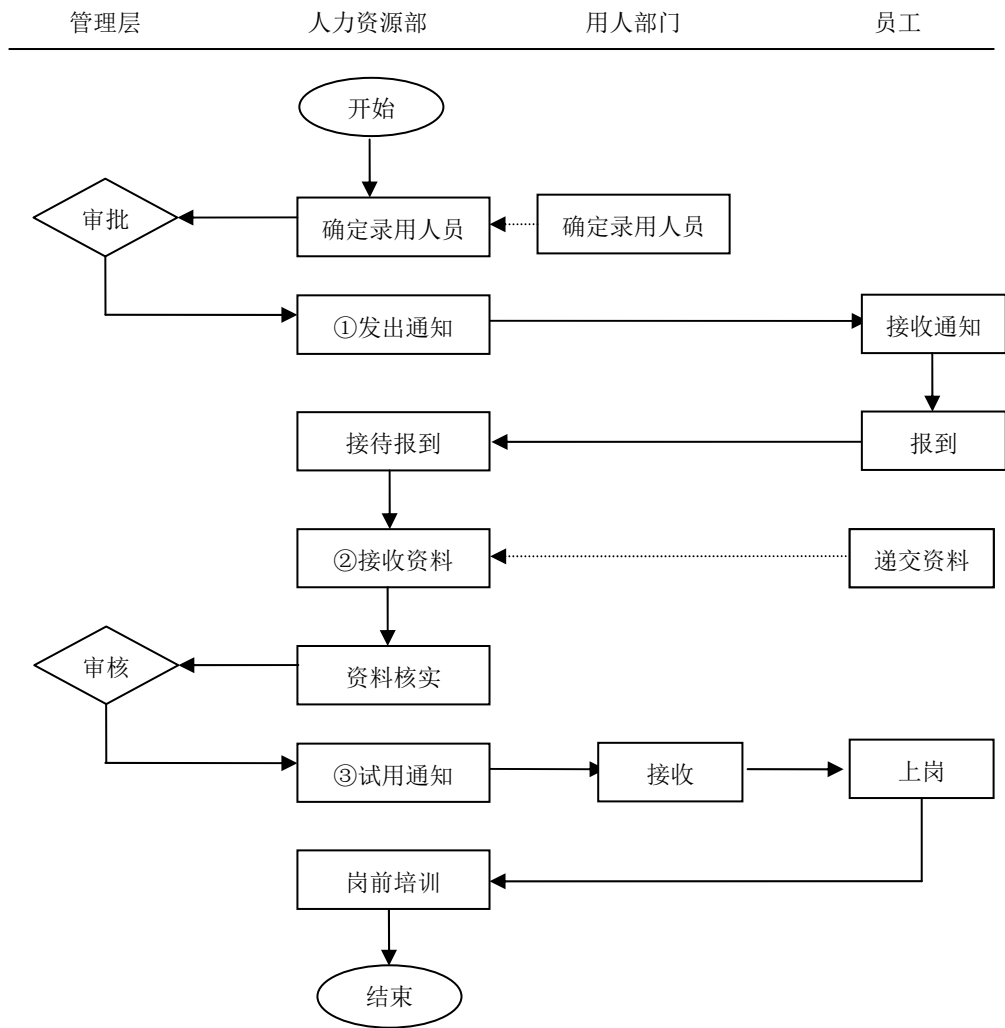 管理层 人力资源部 用人部门 员工
开始
审批 确定录用人员 确定录用人员
①发出通知 接收通知
接待报到 报到
②接收资料 递交资料
审核 资料核实
③试用通知 接收 上岗
岗前培训
结束